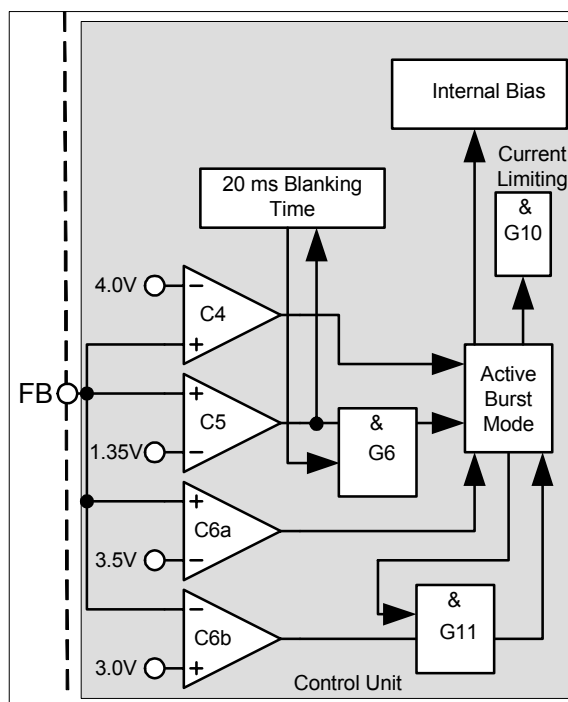 Internal Bias
Current
Limiting
20 ms Blanking
Time
&
G10
4.0V
−
C4
+
FB
+
C5
−
1.35V
&
G6
Active
Burst
Mode
+
C6a
−
3.5V
−
C6b
+
3.0V
&
G11
Control Unit